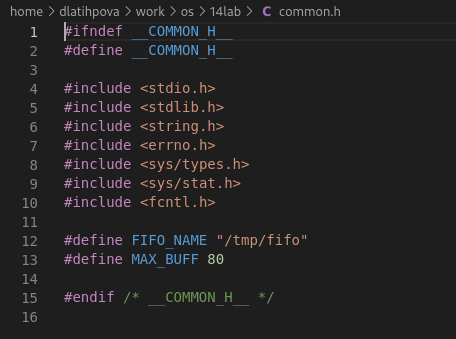 home > dlatihpova > work > os > 14lab > C common.h
1 #ifndef __COMMON_H__
2 #define __COMMON_H__
3
4 #include <stdio.h>
5 #include <stdlib.h>
6 #include <string.h>
7 #include <errno.h>
8 #include <sys/types.h>
9 #include <sys/stat.h>
10 #include <fcntl.h>
11
12 #define FIFO_NAME "/tmp/fifo"
13 #define MAX_BUFF 80
14
15 #endif /* __COMMON_H__ */
16